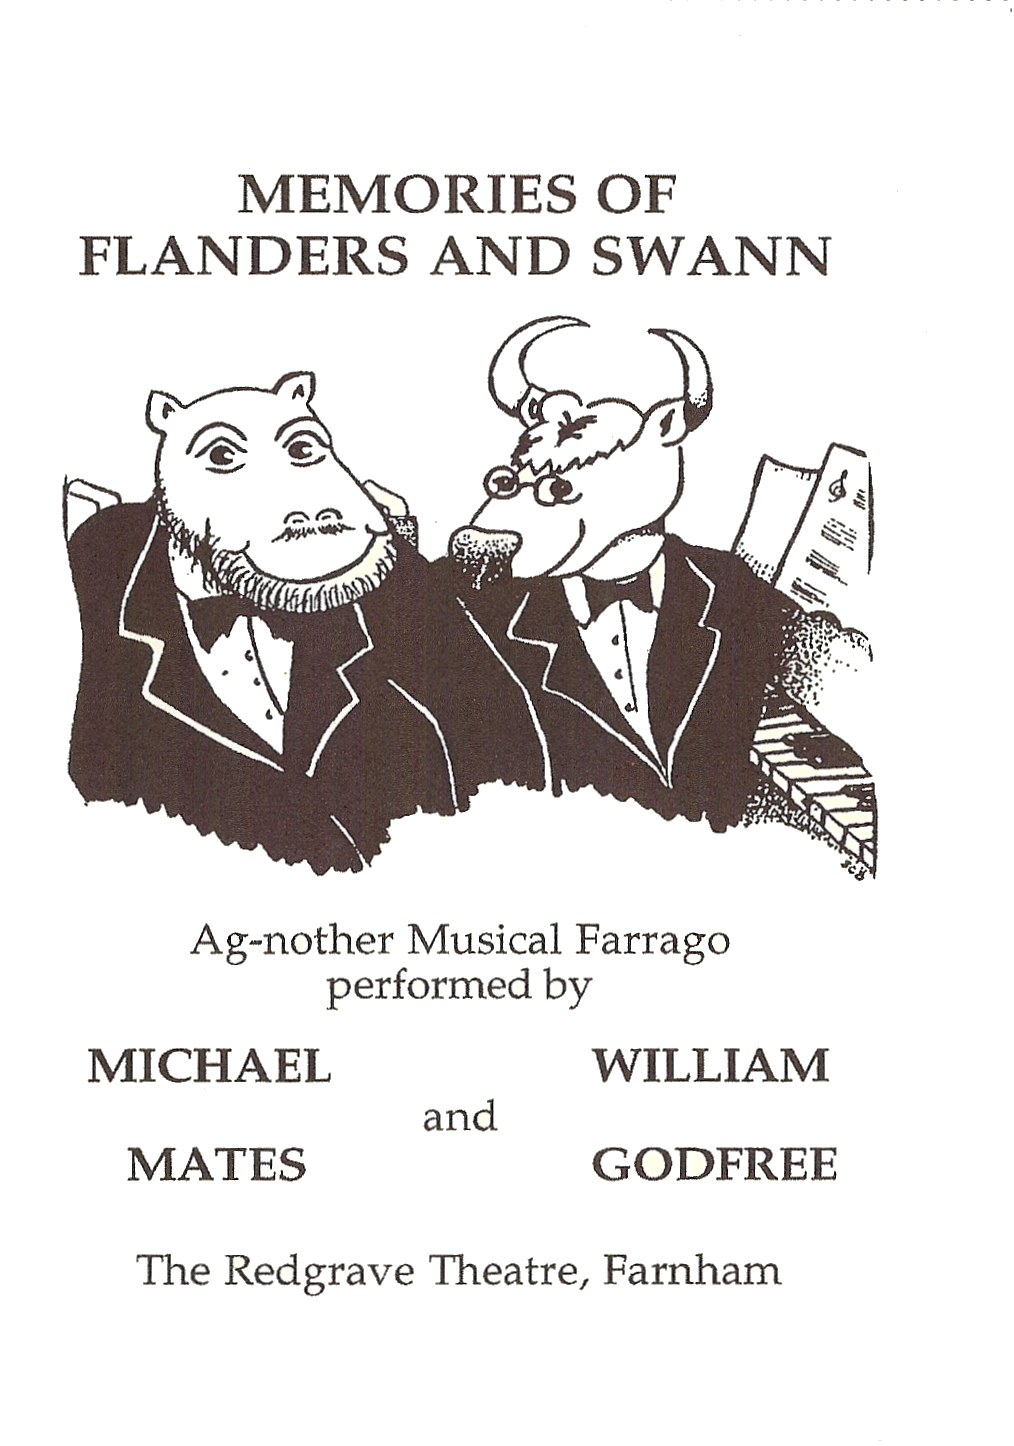 MEMORIES OF
FLANDERS AND SWANN
Ag-nother Musical Farrago
performed by
MICHAEL WILLIAM
and
MATES GODFREE
The Redgrave Theatre, Farnham